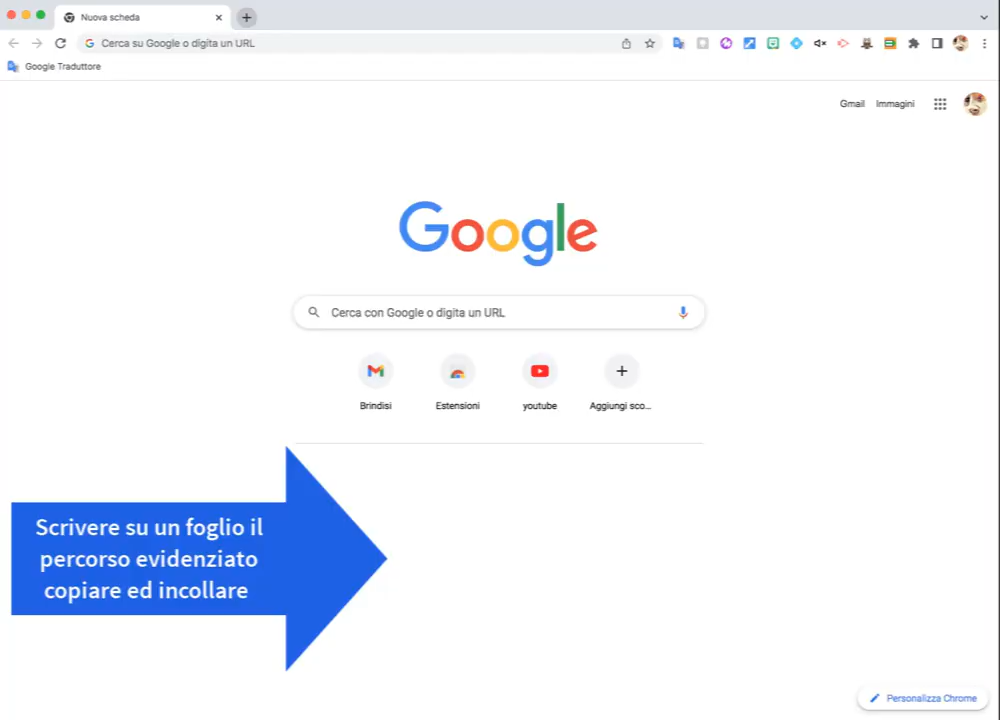 Nuova scheda
Cerca su Google o digita un URL
Google Traduttore
Gmail Immagini
Google
Cerca con Google o digita un URL
Brindisi Estensioni youtube Aggiungi sco...
Scrivere su un foglio il
percorso evidenziato
copiare ed incollare
Personalizza Chrome